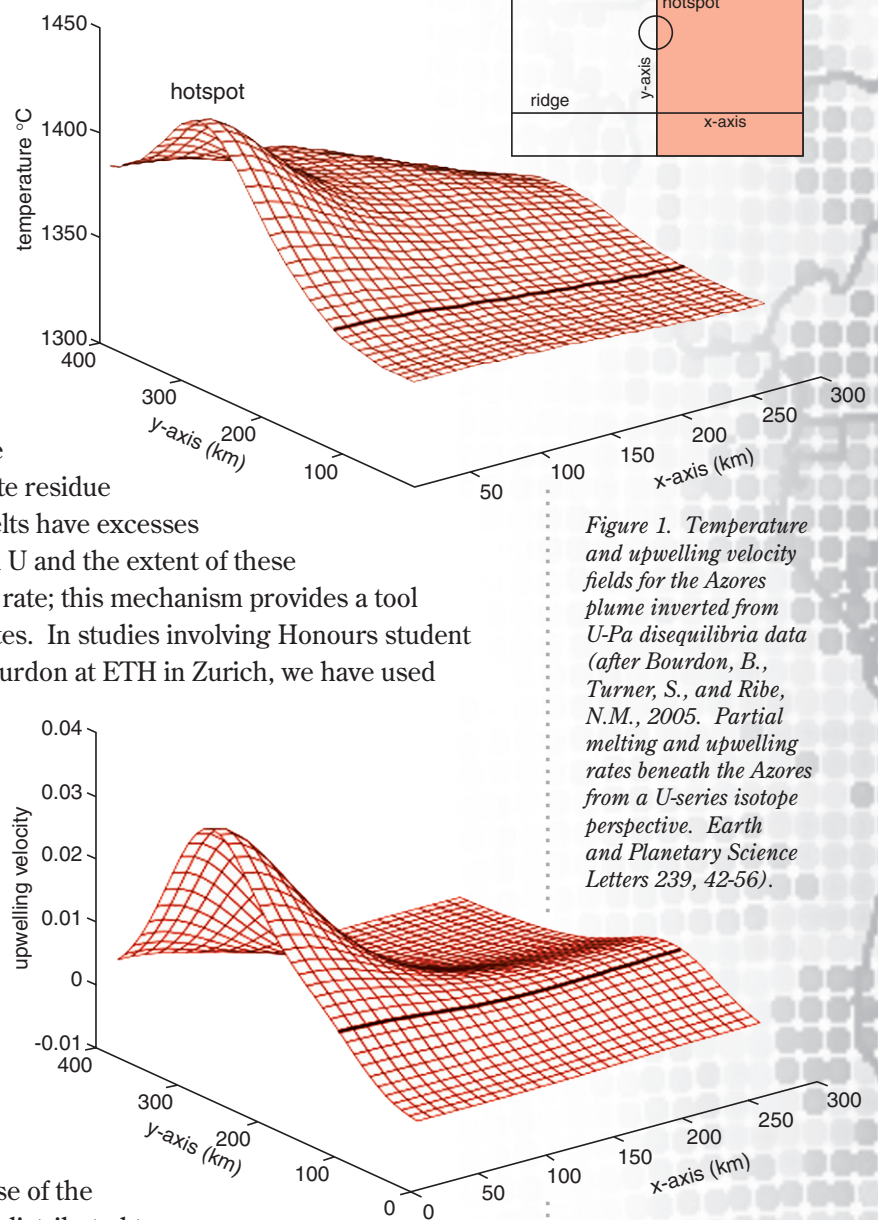 hotspot
y-axis
ridge
x-axis
1450
hotspot
1400
temperature °C
1350
1300
400
300
200
100
y-axis (km)
50
100
150
200
250
300
x-axis (km)
te residue
elts have excesses
U and the extent of these
rate; this mechanism provides a tool
tes. In studies involving Honours student
urdon at ETH in Zurich, we have used
Figure 1. Temperature
and upwelling velocity
fields for the Azores
plume inverted from
U-Pa disequilibria data
(after Bourdon, B.,
Turner, S., and Ribe,
N.M., 2005. Partial
melting and upwelling
rates beneath the Azores
from a U-series isotope
perspective. Earth
and Planetary Science
Letters 239, 42-56).
0.04
0.03
0.02
upwelling velocity
0.01
0
-0.01
400
300
200
100
0
y-axis (km)
0
50
100
150
200
250
300
x-axis (km)
se of the